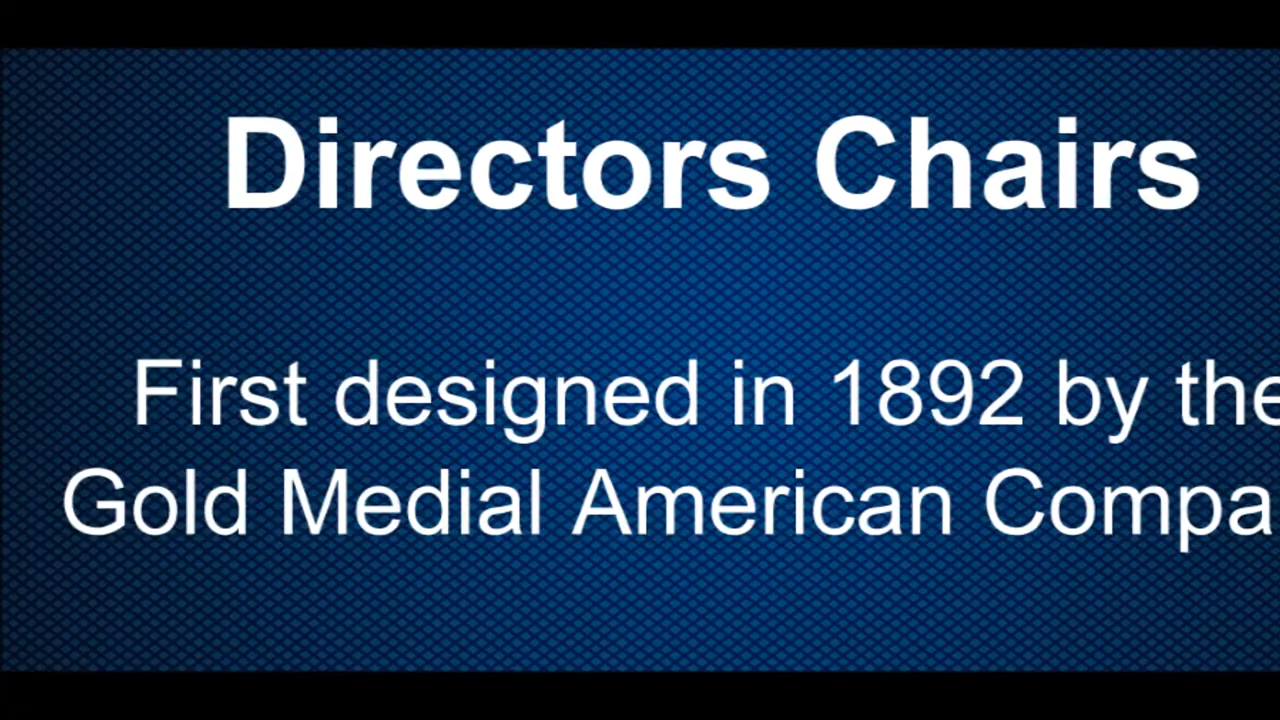 Directors Chairs
First designed in 1892 by the
Gold Medial American Compa